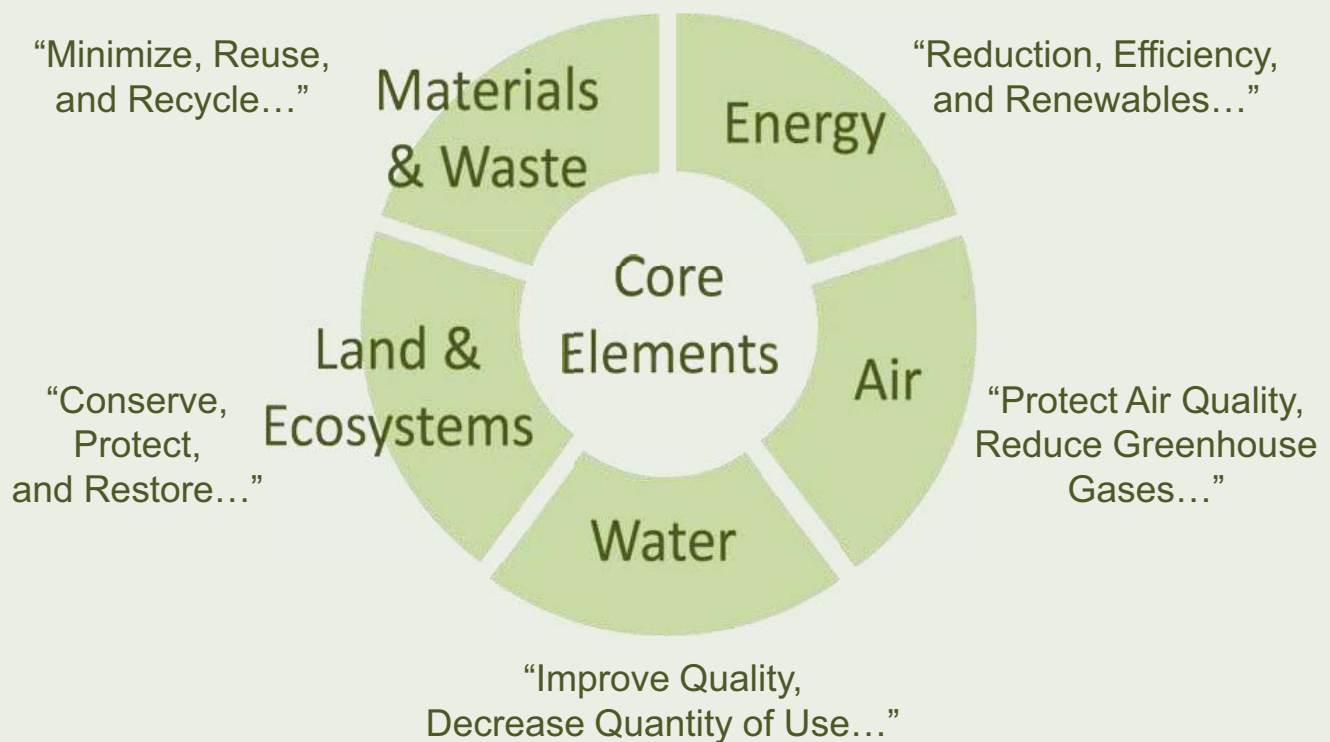 “Minimize, Reuse,
and Recycle…”
Materials
& Waste
Energy
“Reduction, Efficiency,
and Renewables…”
Core
Elements
Land &
Ecosystems
“Conserve,
Protect,
and Restore…”
Air
“Protect Air Quality,
Reduce Greenhouse
Gases…”
Water
“Improve Quality,
Decrease Quantity of Use…”